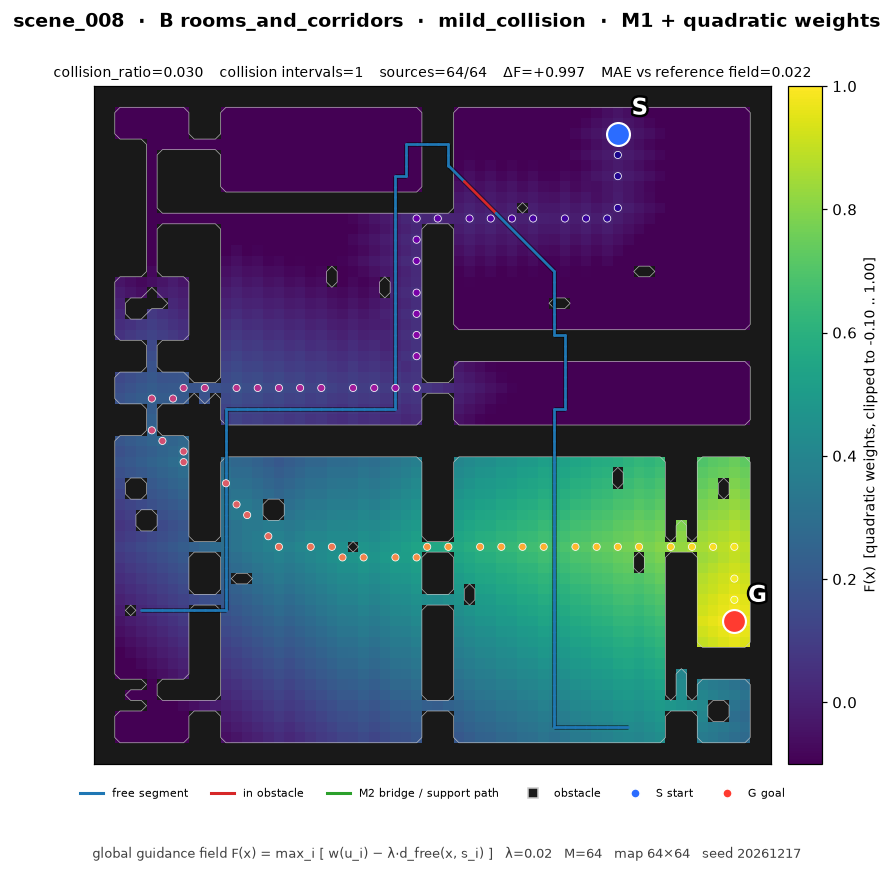 scene_008 · B rooms_and_corridors · mild_collision · M1 + quadratic weights
collision_ratio=0.030 collision intervals=1 sources=64/64 ΔF=+0.997 MAE vs reference field=0.022
S
G
1.0
0.8
0.6
0.4
0.2
0.0
F(x) [quadratic weights, clipped to -0.10 .. 1.00]
free segment
in obstacle
M2 bridge / support path
obstacle
S start
G goal
global guidance field F(x) = max_i [ w(u_i) − λ·d_free(x, s_i) ] λ=0.02 M=64 map 64×64 seed 20261217